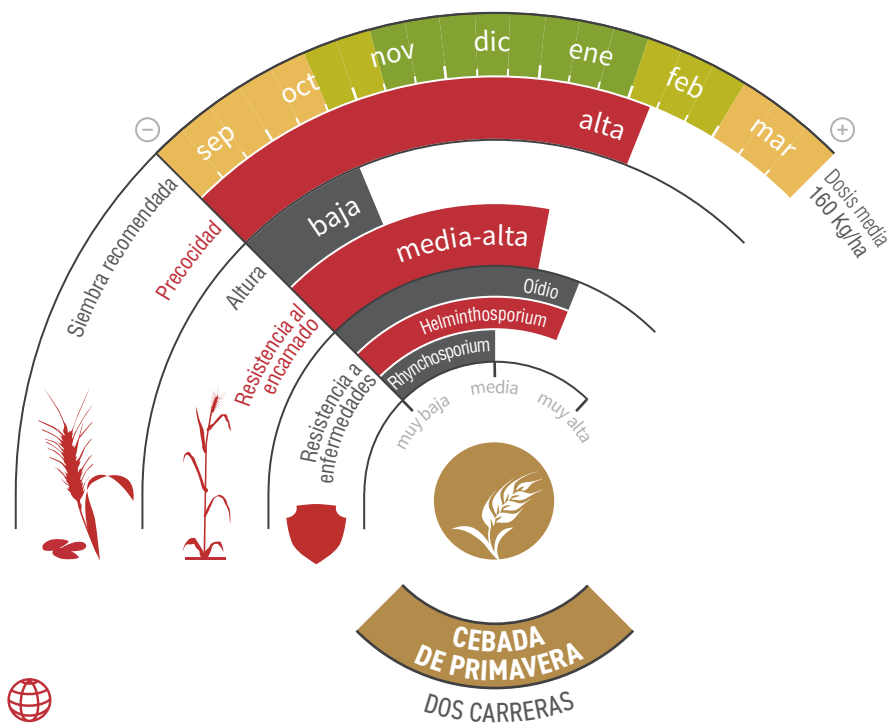 sep
oct
nov
dic
ene
feb
mar
−
+
Dosis media
160 Kg/ha
Siembra recomendada
Precocidad
alta
Altura
baja
Resistencia al
encamado
media-alta
Resistencia a
enfermedades
Oídio
Helminthosporium
Rhynchosporium
muy baja
media
muy alta
CEBADA
DE PRIMAVERA
DOS CARRERAS